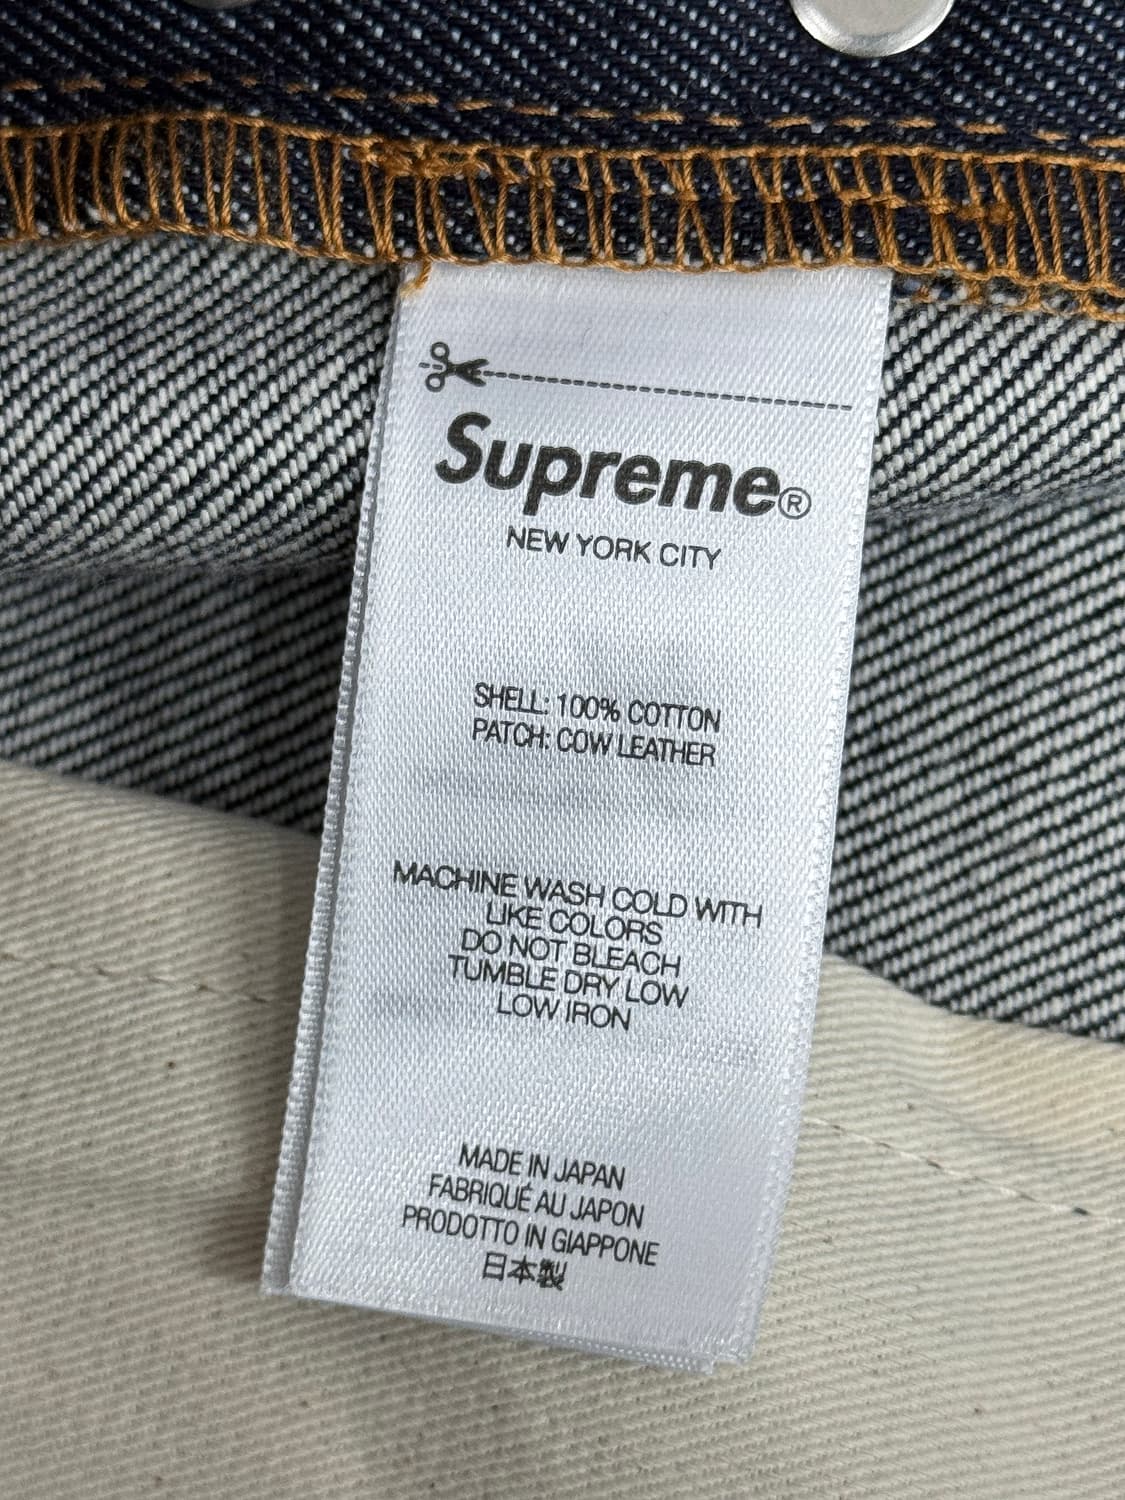 Supreme®
NEW YORK CITY
SHELL: 100% COTTON
PATCH: COW LEATHER
MACHINE WASH COLD WITH
LIKE COLORS
DO NOT BLEACH
TUMBLE DRY LOW
LOW IRON
MADE IN JAPAN
FABRIQUÉ AU JAPON
PRODOTTO IN GIAPPONE
日本製